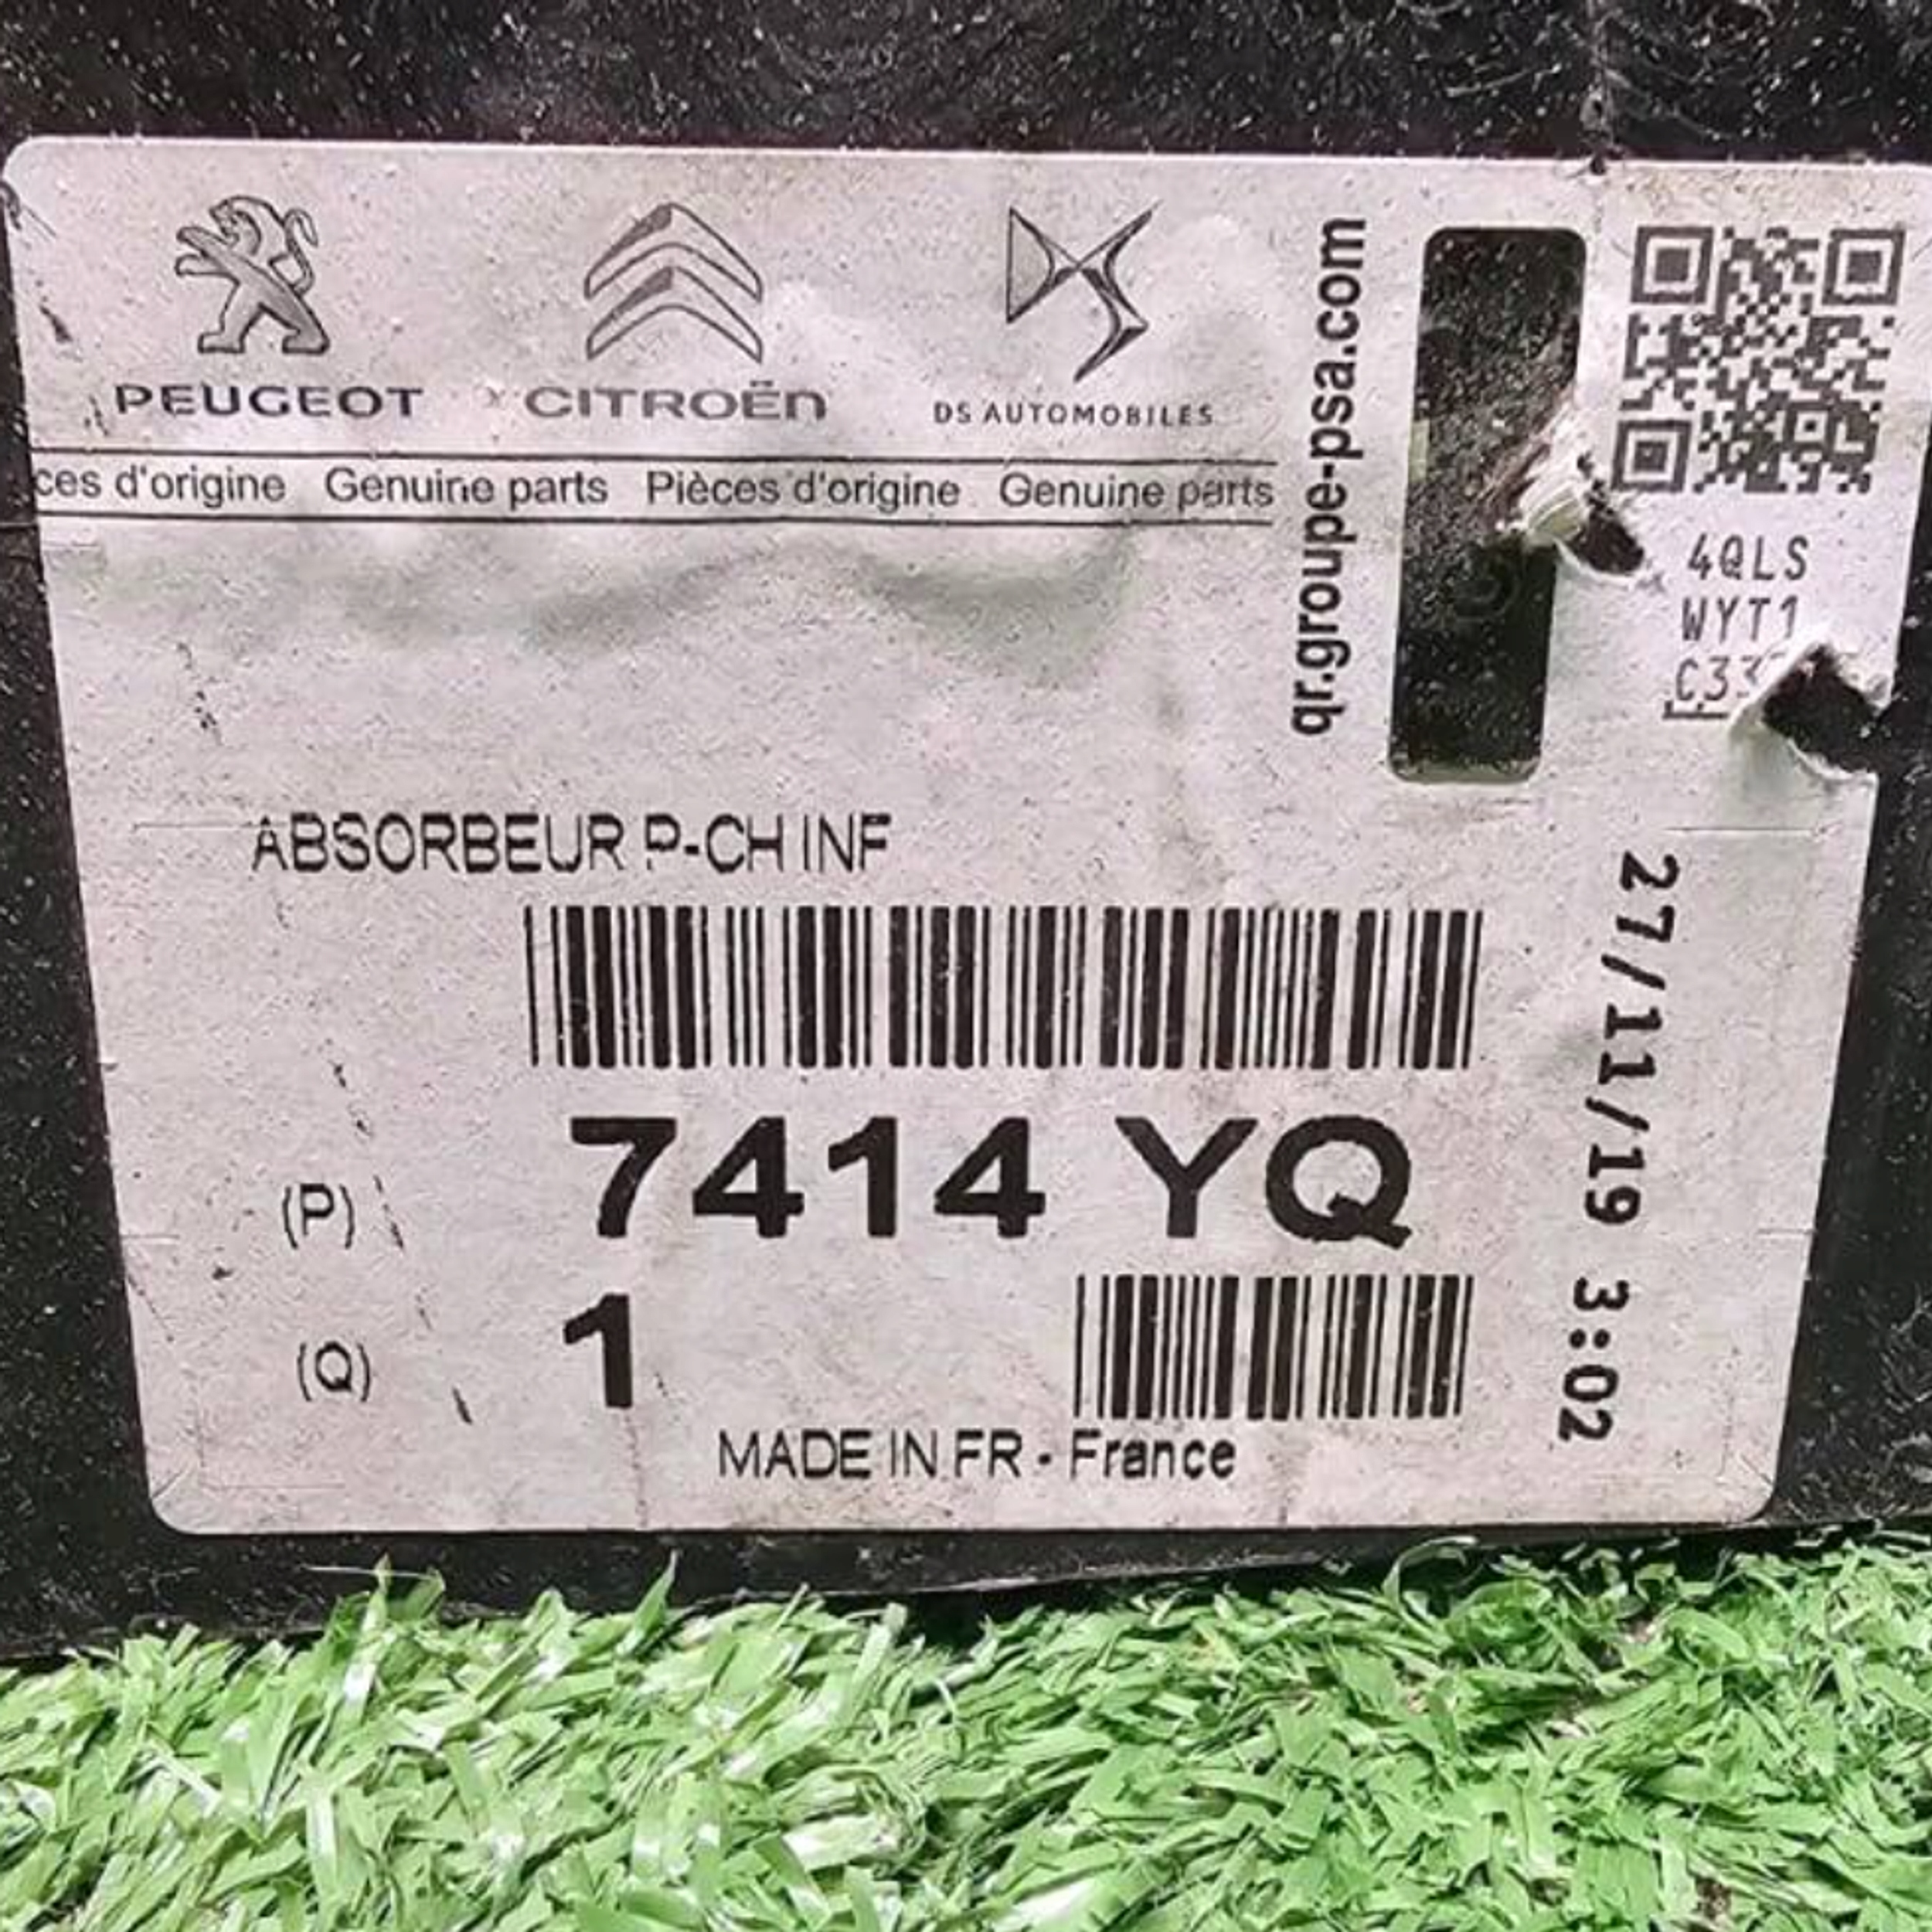 PEUGEOT
CITROËN
DS AUTOMOBILES
ces d'origine Genuine parts Pièces d'origine Genuine parts
qr.groupe-psa.com
4QLS
WYT1
ABSORBEUR P-CH INF
27/11/19 3:02
(P) 7414 YQ
(Q) 1
MADE IN FR - France